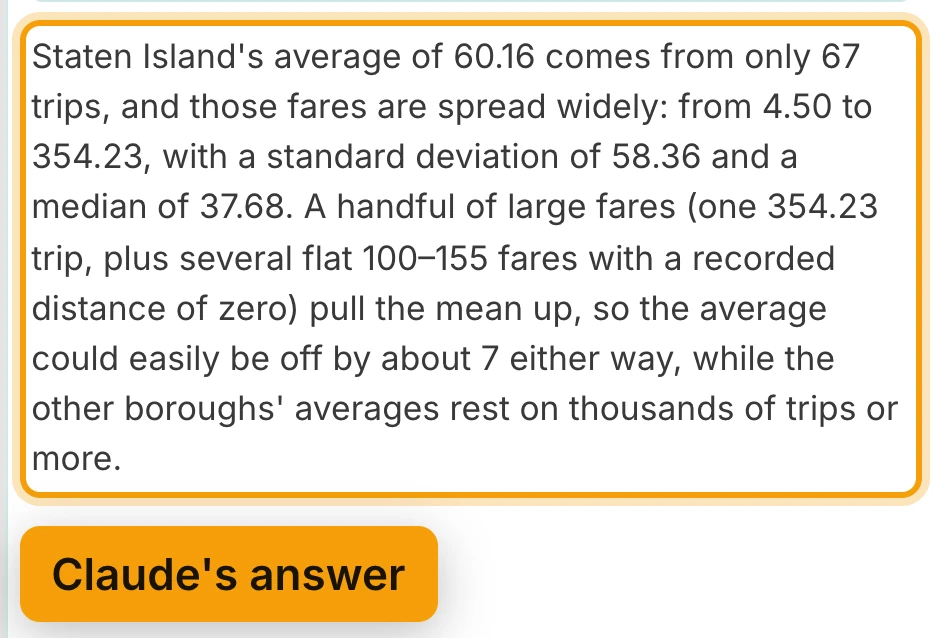 Staten Island's average of 60.16 comes from only 67
trips, and those fares are spread widely: from 4.50 to
354.23, with a standard deviation of 58.36 and a
median of 37.68. A handful of large fares (one 354.23
trip, plus several flat 100–155 fares with a recorded
distance of zero) pull the mean up, so the average
could easily be off by about 7 either way, while the
other boroughs' averages rest on thousands of trips or
more.
Claude's answer